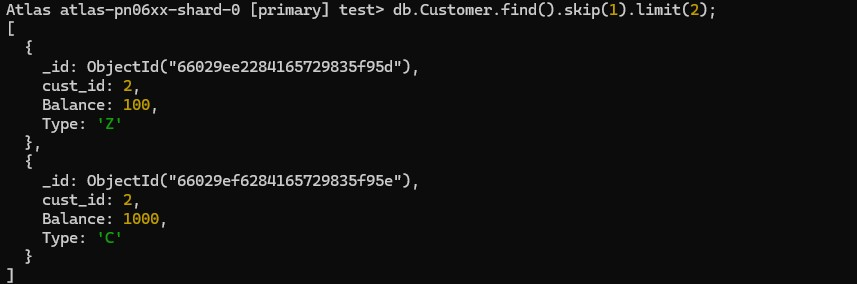 Atlas atlas-pn06xx-shard-0 [primary] test> db.Customer.find().skip(1).limit(2);
[
  {
    _id: ObjectId("66029ee2284165729835f95d"),
    cust_id: 2,
    Balance: 100,
    Type: 'Z'
  },
  {
    _id: ObjectId("66029ef6284165729835f95e"),
    cust_id: 2,
    Balance: 1000,
    Type: 'C'
  }
]